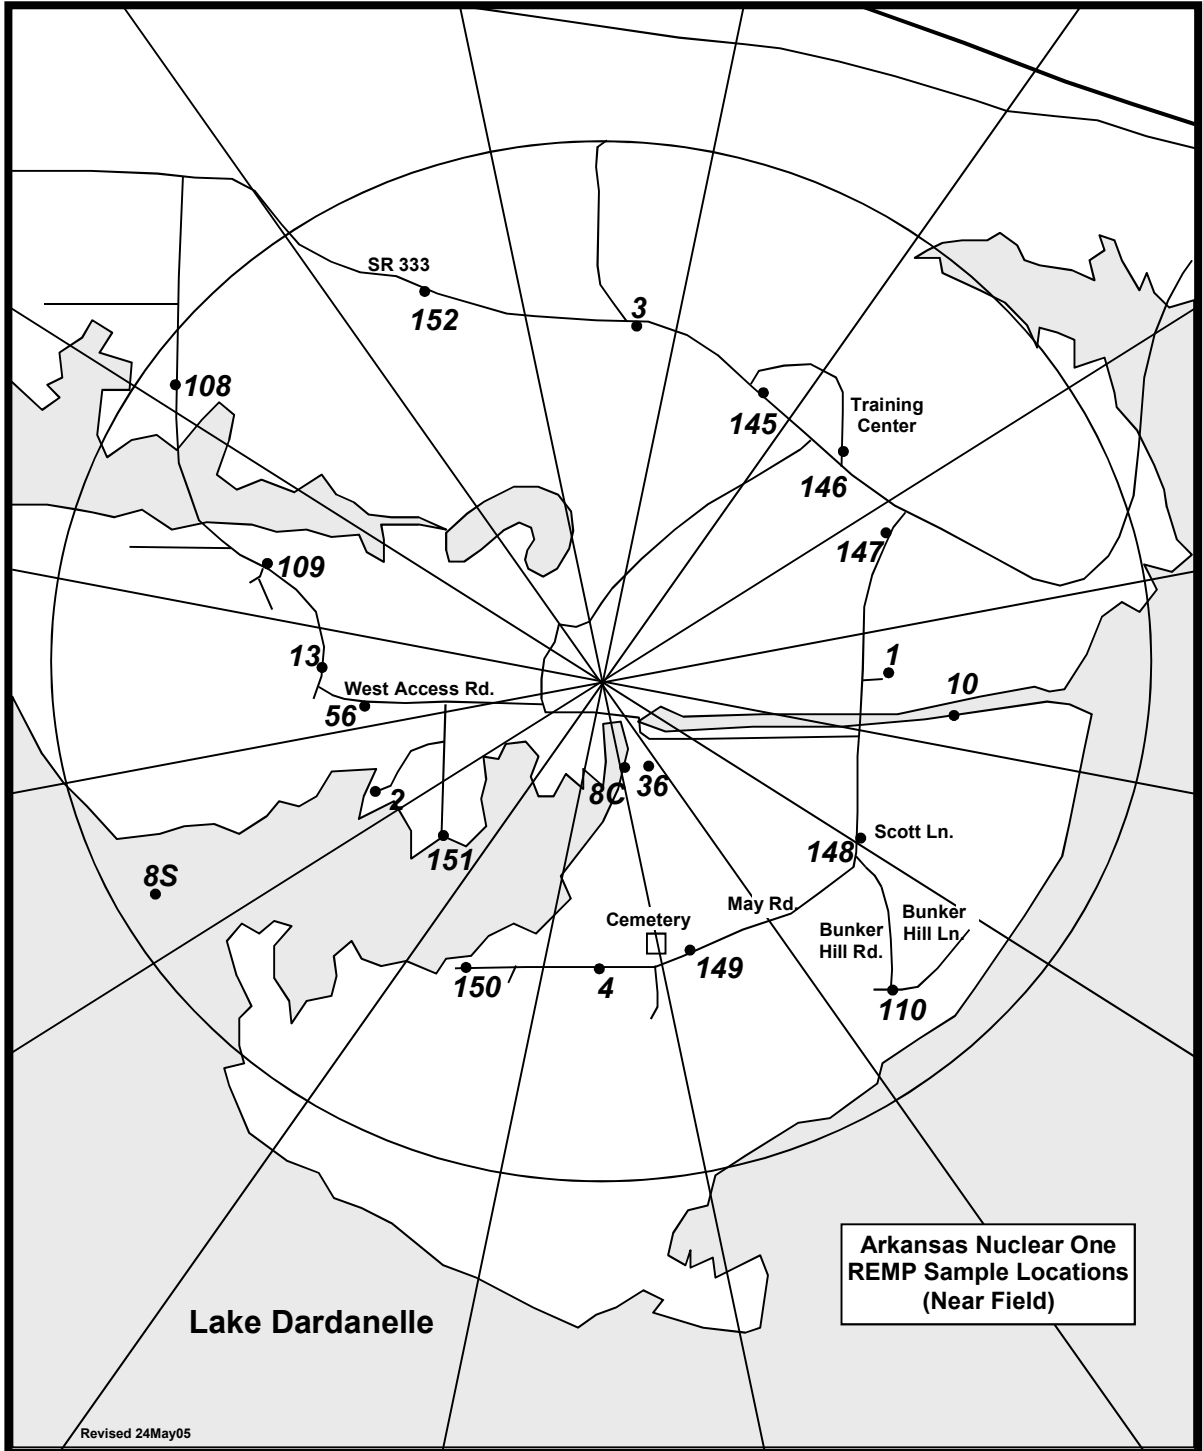 SR 333
152
3
108
145
Training
Center
146
147
109
13
West Access Rd.
56
1
10
2
8C
36
151
8S
148
Scott Ln.
May Rd.
Cemetery
Bunker
Hill Rd.
Bunker
Hill Ln.
150
4
149
110
Arkansas Nuclear One
REMP Sample Locations
(Near Field)
Lake Dardanelle
Revised 24May05